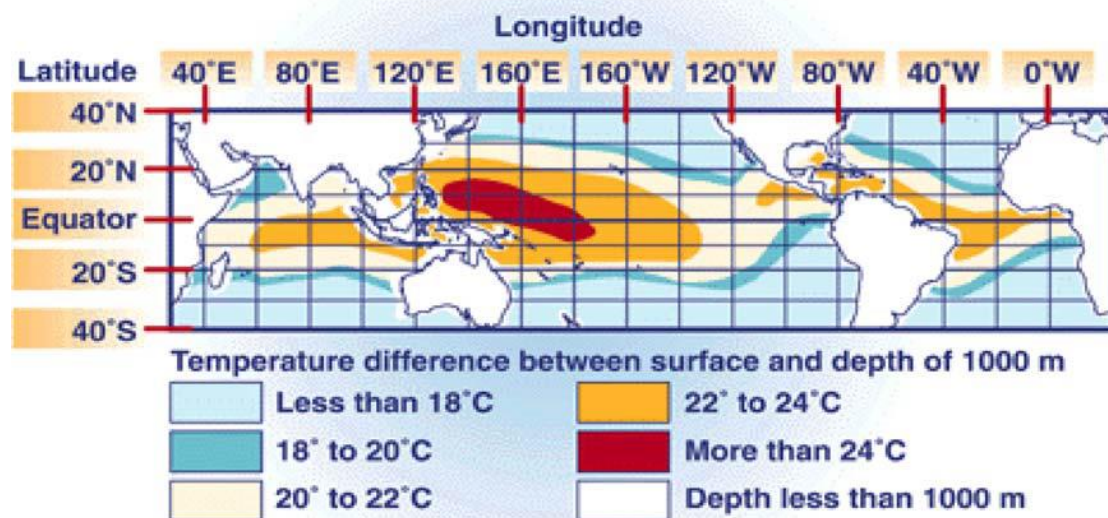 Longitude
Latitude 40°E 80°E 120°E 160°E 160°W 120°W 80°W 40°W 0°W
40°N
20°N
Equator
20°S
40°S
Temperature difference between surface and depth of 1000 m
Less than 18°C 22° to 24°C
18° to 20°C More than 24°C
20° to 22°C Depth less than 1000 m